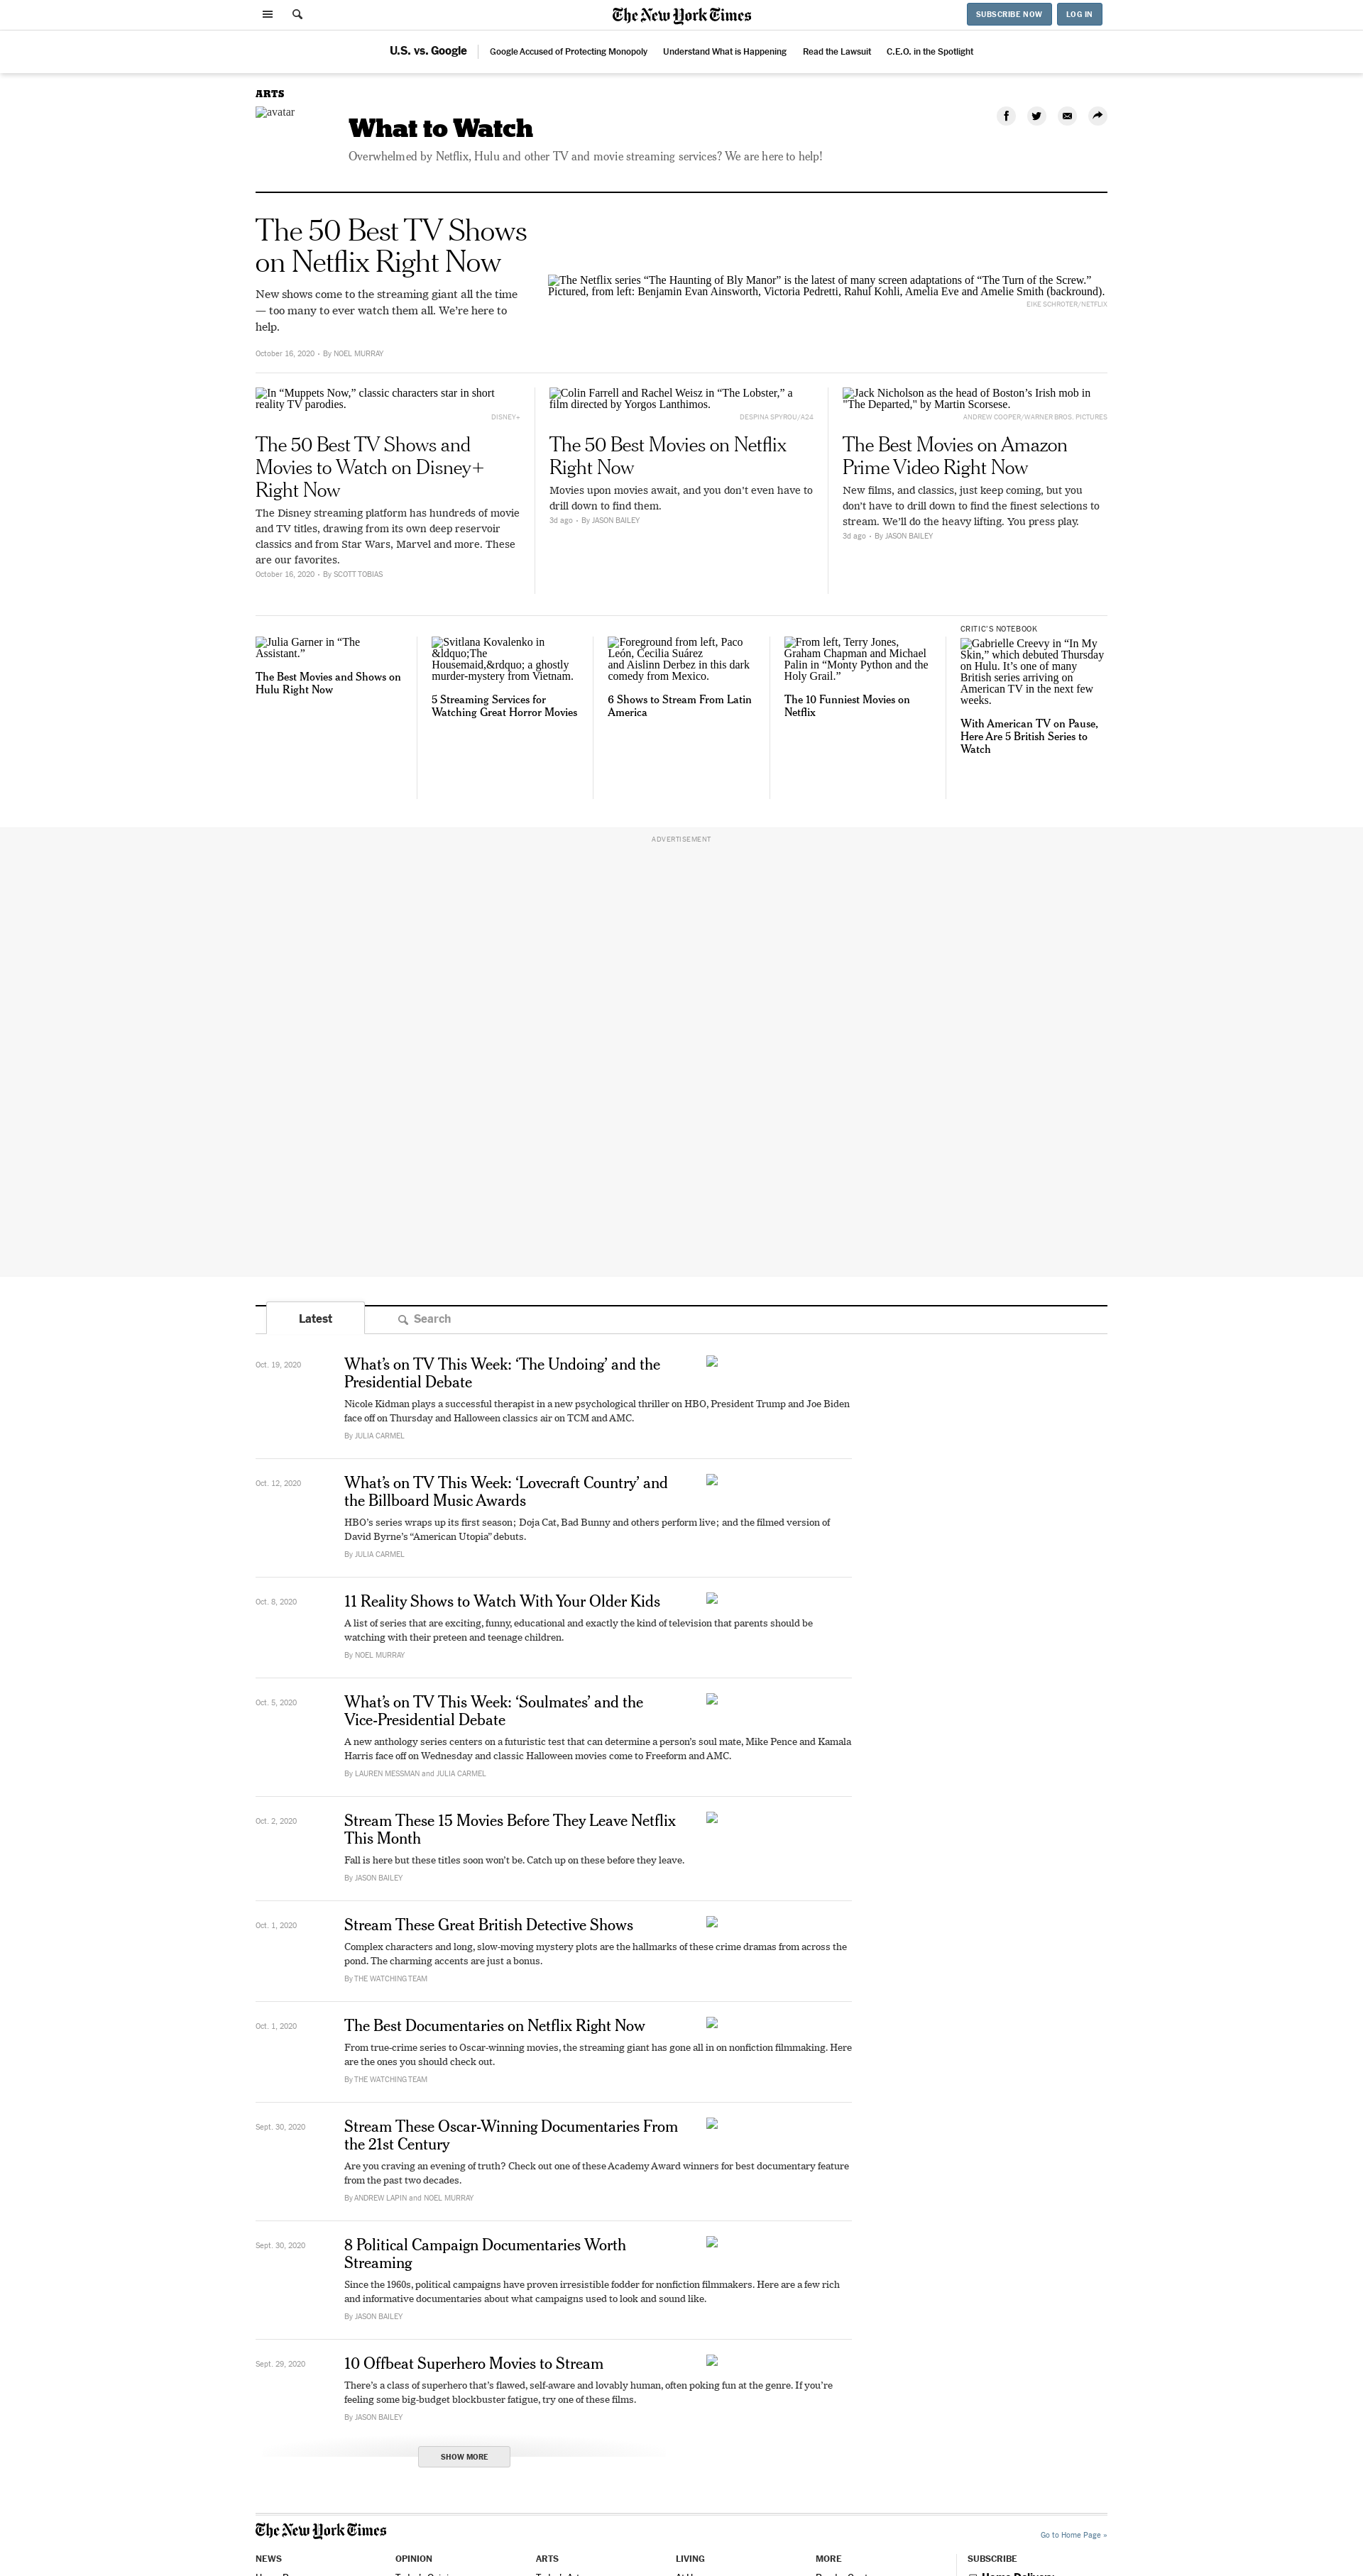 The New York Times
SUBSCRIBE NOW
LOG IN
U.S. vs. Google
Google Accused of Protecting Monopoly
Understand What is Happening
Read the Lawsuit
C.E.O. in the Spotlight
ARTS
avatar
What to Watch
Overwhelmed by Netflix, Hulu and other TV and movie streaming services? We are here to help!
The 50 Best TV Shows
on Netflix Right Now
New shows come to the streaming giant all the time
— too many to ever watch them all. We’re here to
help.
October 16, 2020 • By NOEL MURRAY
The Netflix series “The Haunting of Bly Manor” is the latest of many screen adaptations of “The Turn of the Screw.”
Pictured, from left: Benjamin Evan Ainsworth, Victoria Pedretti, Rahul Kohli, Amelia Eve and Amelie Smith (backround).
EIKE SCHROTER/NETFLIX
In “Muppets Now,” classic characters star in short
reality TV parodies.
DISNEY+
The 50 Best TV Shows and
Movies to Watch on Disney+
Right Now
The Disney streaming platform has hundreds of movie
and TV titles, drawing from its own deep reservoir
classics and from Star Wars, Marvel and more. These
are our favorites.
October 16, 2020 • By SCOTT TOBIAS
Colin Farrell and Rachel Weisz in “The Lobster,” a
film directed by Yorgos Lanthimos.
DESPINA SPYROU/A24
The 50 Best Movies on Netflix
Right Now
Movies upon movies await, and you don’t even have to
drill down to find them.
3d ago • By JASON BAILEY
Jack Nicholson as the head of Boston’s Irish mob in
"The Departed," by Martin Scorsese.
ANDREW COOPER/WARNER BROS. PICTURES
The Best Movies on Amazon
Prime Video Right Now
New films, and classics, just keep coming, but you
don’t have to drill down to find the finest selections to
stream. We’ll do the heavy lifting. You press play.
3d ago • By JASON BAILEY
Julia Garner in “The
Assistant.”
The Best Movies and Shows on
Hulu Right Now
Svitlana Kovalenko in
&ldquo;The
Housemaid,&rdquo; a ghostly
murder-mystery from Vietnam.
5 Streaming Services for
Watching Great Horror Movies
Foreground from left, Paco
León, Cecilia Suárez
and Aislinn Derbez in this dark
comedy from Mexico.
6 Shows to Stream From Latin
America
From left, Terry Jones,
Graham Chapman and Michael
Palin in “Monty Python and the
Holy Grail.”
The 10 Funniest Movies on
Netflix
CRITIC’S NOTEBOOK
Gabrielle Creevy in “In My
Skin,” which debuted Thursday
on Hulu. It’s one of many
British series arriving on
American TV in the next few
weeks.
With American TV on Pause,
Here Are 5 British Series to
Watch
ADVERTISEMENT
Latest
Search
Oct. 19, 2020
What’s on TV This Week: ‘The Undoing’ and the
Presidential Debate
Nicole Kidman plays a successful therapist in a new psychological thriller on HBO, President Trump and Joe Biden
face off on Thursday and Halloween classics air on TCM and AMC.
By JULIA CARMEL
Oct. 12, 2020
What’s on TV This Week: ‘Lovecraft Country’ and
the Billboard Music Awards
HBO’s series wraps up its first season; Doja Cat, Bad Bunny and others perform live; and the filmed version of
David Byrne’s “American Utopia” debuts.
By JULIA CARMEL
Oct. 8, 2020
11 Reality Shows to Watch With Your Older Kids
A list of series that are exciting, funny, educational and exactly the kind of television that parents should be
watching with their preteen and teenage children.
By NOEL MURRAY
Oct. 5, 2020
What’s on TV This Week: ‘Soulmates’ and the
Vice-Presidential Debate
A new anthology series centers on a futuristic test that can determine a person’s soul mate, Mike Pence and Kamala
Harris face off on Wednesday and classic Halloween movies come to Freeform and AMC.
By LAUREN MESSMAN and JULIA CARMEL
Oct. 2, 2020
Stream These 15 Movies Before They Leave Netflix
This Month
Fall is here but these titles soon won’t be. Catch up on these before they leave.
By JASON BAILEY
Oct. 1, 2020
Stream These Great British Detective Shows
Complex characters and long, slow-moving mystery plots are the hallmarks of these crime dramas from across the
pond. The charming accents are just a bonus.
By THE WATCHING TEAM
Oct. 1, 2020
The Best Documentaries on Netflix Right Now
From true-crime series to Oscar-winning movies, the streaming giant has gone all in on nonfiction filmmaking. Here
are the ones you should check out.
By THE WATCHING TEAM
Sept. 30, 2020
Stream These Oscar-Winning Documentaries From
the 21st Century
Are you craving an evening of truth? Check out one of these Academy Award winners for best documentary feature
from the past two decades.
By ANDREW LAPIN and NOEL MURRAY
Sept. 30, 2020
8 Political Campaign Documentaries Worth
Streaming
Since the 1960s, political campaigns have proven irresistible fodder for nonfiction filmmakers. Here are a few rich
and informative documentaries about what campaigns used to look and sound like.
By JASON BAILEY
Sept. 29, 2020
10 Offbeat Superhero Movies to Stream
There’s a class of superhero that’s flawed, self-aware and lovably human, often poking fun at the genre. If you’re
feeling some big-budget blockbuster fatigue, try one of these films.
By JASON BAILEY
SHOW MORE
The New York Times
Go to Home Page »
NEWS
OPINION
ARTS
LIVING
MORE
SUBSCRIBE